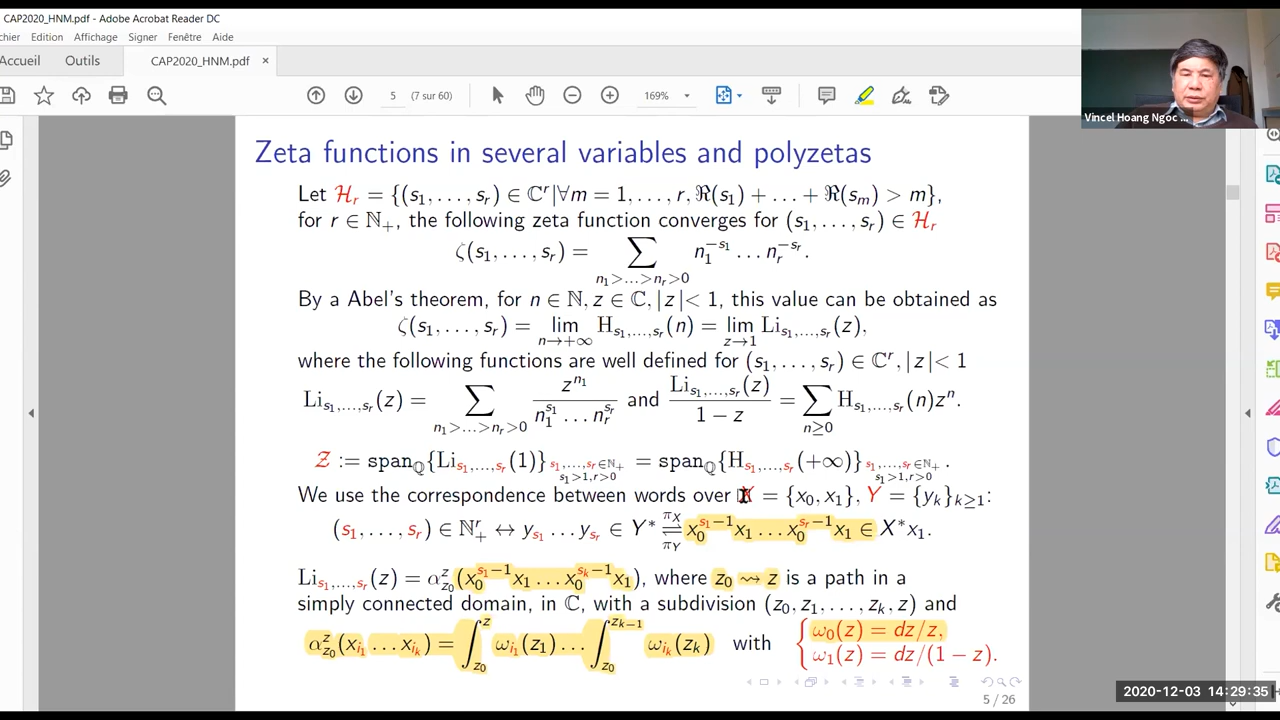 CAP2020_HNM.pdf - Adobe Acrobat Reader DC
chier Edition Affichage Signer Fenêtre Aide
Accueil Outils CAP2020_HNM.pdf ×
5 (7 sur 60) 169%
Vincel Hoang Ngoc ...
Zeta functions in several variables and polyzetas
Let ℋ_r = {(s_1, . . . , s_r) ∈ ℂ^r|∀m = 1, . . . , r, ℜ(s_1) + . . . + ℜ(s_m) > m},
for r ∈ ℕ_+, the following zeta function converges for (s_1, . . . , s_r) ∈ ℋ_r
ζ(s_1, . . . , s_r) = ∑_{n_1>...>n_r>0} n_1^{-s_1} . . . n_r^{-s_r}.
By a Abel's theorem, for n ∈ ℕ, z ∈ ℂ, |z| < 1, this value can be obtained as
ζ(s_1, . . . , s_r) = lim_{n→+∞} H_{s_1,...,s_r}(n) = lim_{z→1} Li_{s_1,...,s_r}(z),
where the following functions are well defined for (s_1, . . . , s_r) ∈ ℂ^r, |z| < 1
Li_{s_1,...,s_r}(z) = ∑_{n_1>...>n_r>0} z^{n_1} / n_1^{s_1} . . . n_r^{s_r} and Li_{s_1,...,s_r}(z) / 1 − z = ∑_{n≥0} H_{s_1,...,s_r}(n)z^n.
𝒵 := span_ℚ{Li_{s_1,...,s_r}(1)}_{s_1,...,s_r∈ℕ_+ s_1>1,r>0} = span_ℚ{H_{s_1,...,s_r}(+∞)}_{s_1,...,s_r∈ℕ_+ s_1>1,r>0}.
We use the correspondence between words over X = {x_0, x_1}, Y = {y_k}_{k≥1}:
(s_1, . . . , s_r) ∈ ℕ_+^r ↔ y_{s_1} . . . y_{s_r} ∈ Y* ⇌^{π_X}_{π_Y} x_0^{s_1−1}x_1 . . . x_0^{s_r−1}x_1 ∈ X*x_1.
Li_{s_1,...,s_r}(z) = α_{z_0}^z(x_0^{s_1−1}x_1 . . . x_0^{s_k−1}x_1), where z_0 ⇝ z is a path in a
simply connected domain, in ℂ, with a subdivision (z_0, z_1, . . . , z_k, z) and
α_{z_0}^z(x_{i_1} . . . x_{i_k}) = ∫_{z_0}^z ω_{i_1}(z_1) . . . ∫_{z_0}^{z_{k−1}} ω_{i_k}(z_k) with { ω_0(z) = dz/z,
ω_1(z) = dz/(1 − z).
5 / 26
2020-12-03 14:29:35